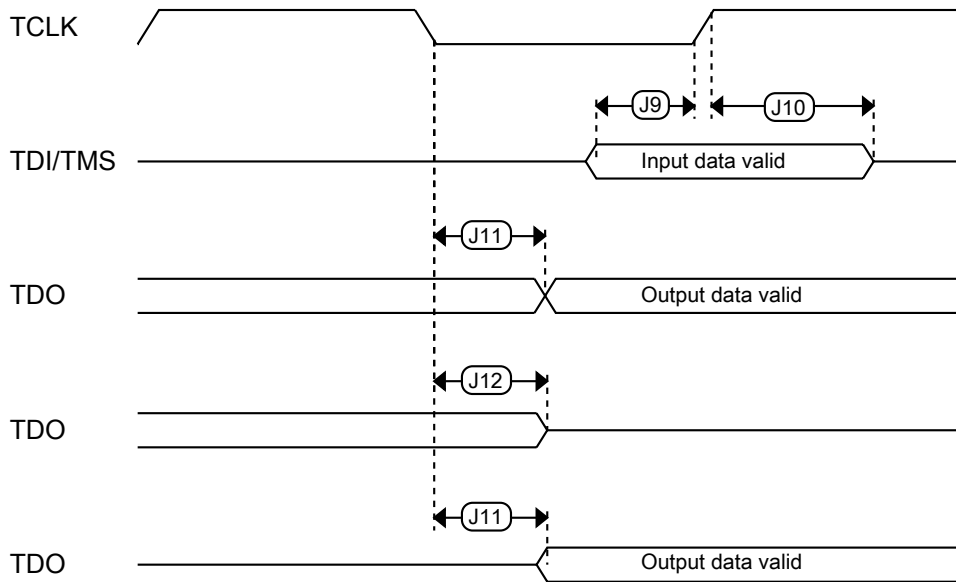 TCLK
J9
J10
TDI/TMS
Input data valid
J11
TDO
Output data valid
J12
TDO
J11
TDO
Output data valid